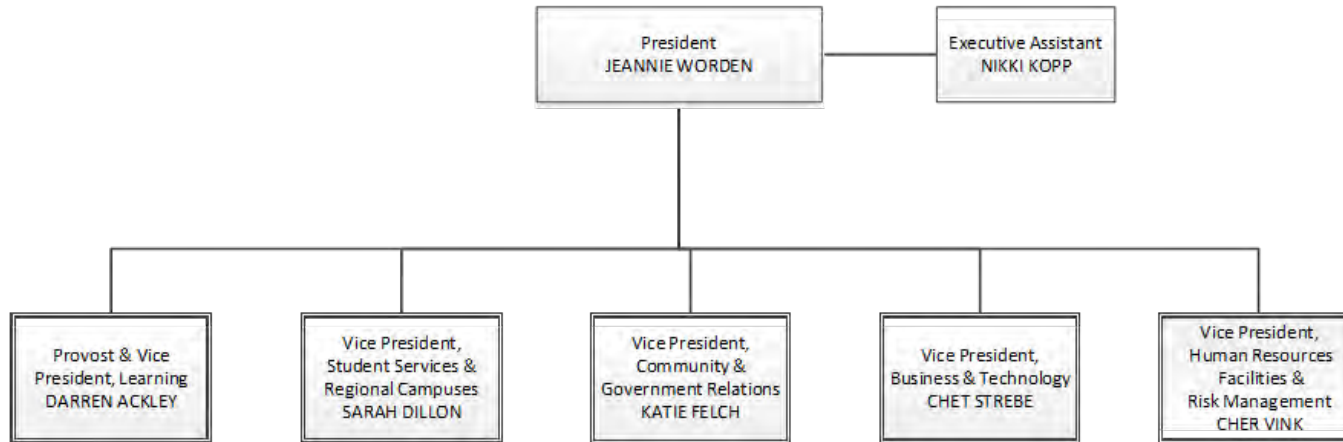 President
JEANNIE WORDEN
Executive Assistant
NIKKI KOPP
Provost & Vice
President, Learning
DARREN ACKLEY
Vice President,
Student Services &
Regional Campuses
SARAH DILLON
Vice President,
Community &
Government Relations
KATIE FELCH
Vice President,
Business & Technology
CHET STREBE
Vice President,
Human Resources
Facilities &
Risk Management
CHER VINK